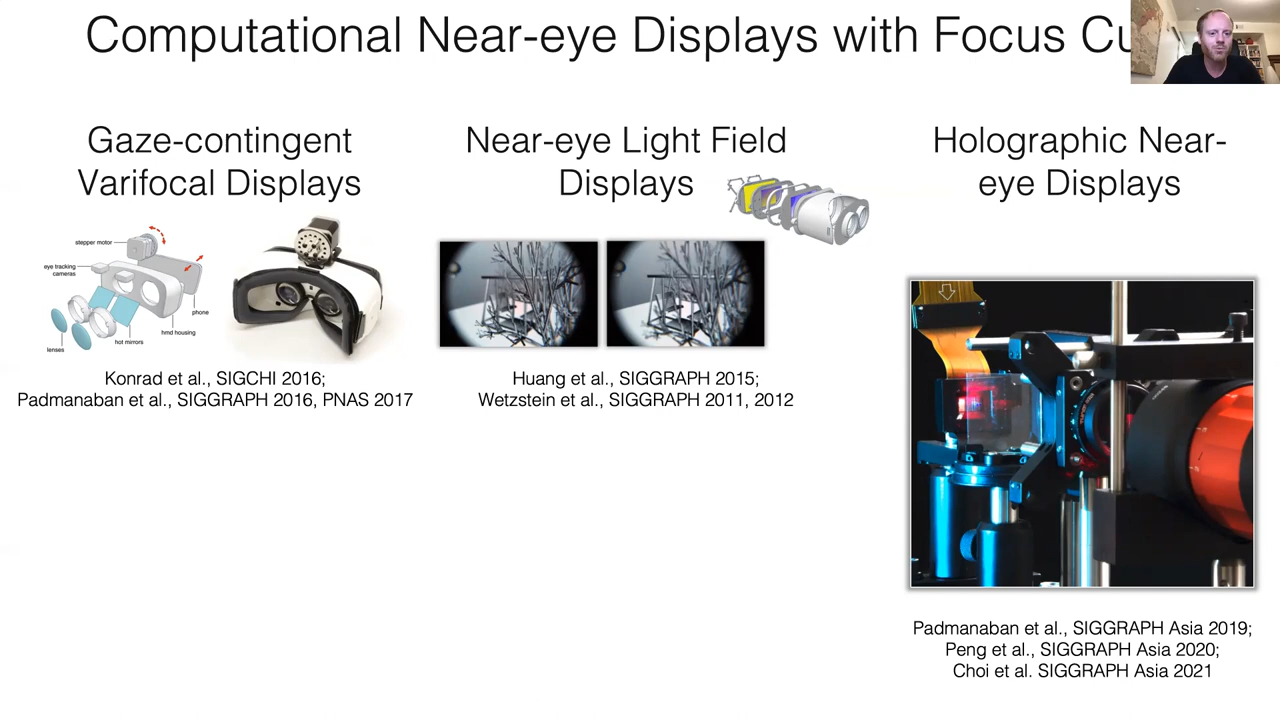 Computational Near-eye Displays with Focus Cu
Gaze-contingent
Varifocal Displays
stepper motor
eye tracking
cameras
phone
hmd housing
hot mirrors
lenses
Konrad et al., SIGCHI 2016;
Padmanaban et al., SIGGRAPH 2016, PNAS 2017
Near-eye Light Field
Displays
Huang et al., SIGGRAPH 2015;
Wetzstein et al., SIGGRAPH 2011, 2012
Holographic Near-
eye Displays
Padmanaban et al., SIGGRAPH Asia 2019;
Peng et al., SIGGRAPH Asia 2020;
Choi et al. SIGGRAPH Asia 2021